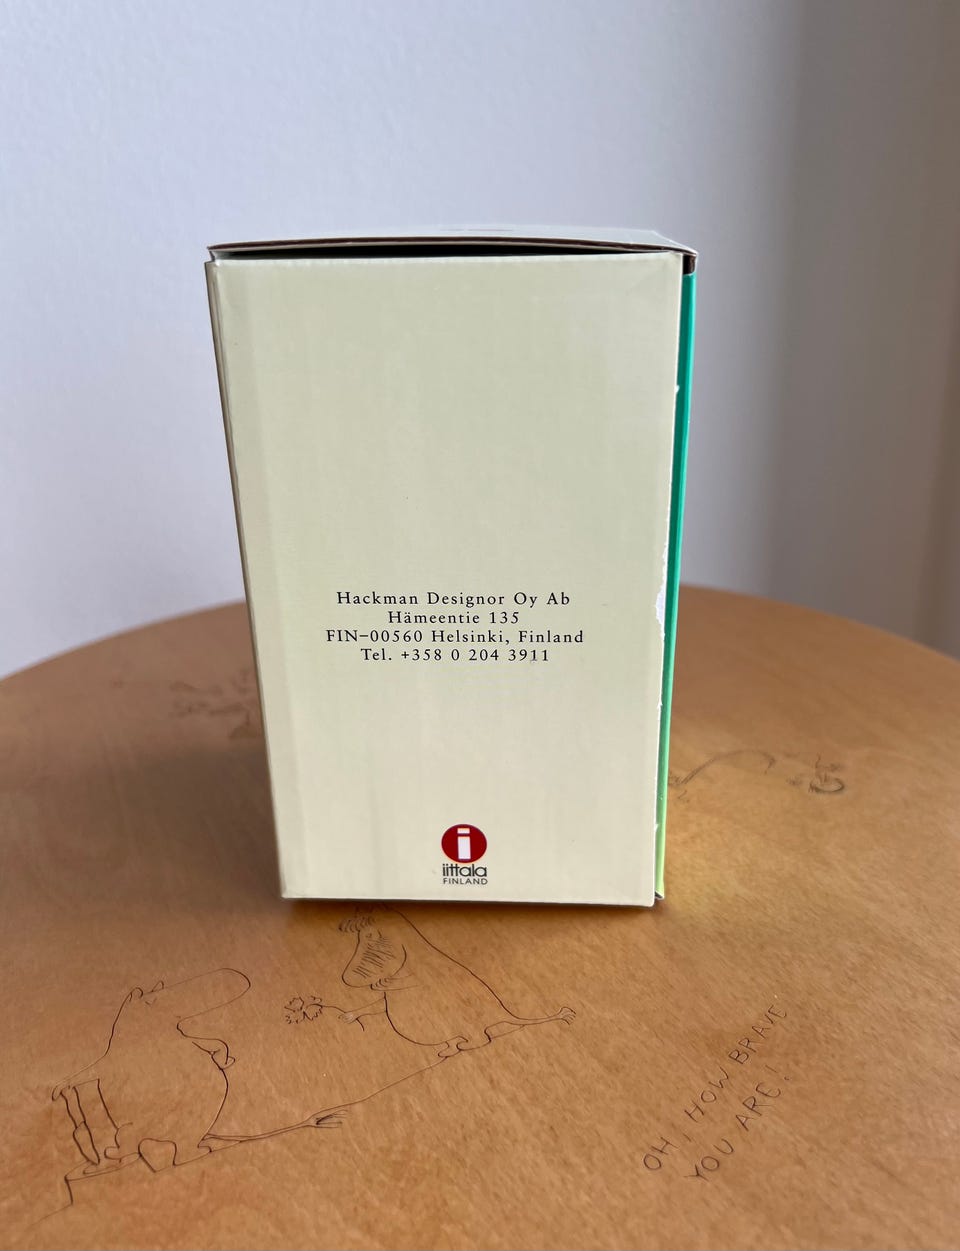 Hackman Designor Oy Ab
Hämeentie 135
FIN–00560 Helsinki, Finland
Tel. +358 0 204 3911
i
iittala
FINLAND
OH, HOW BRAVE
YOU ARE!